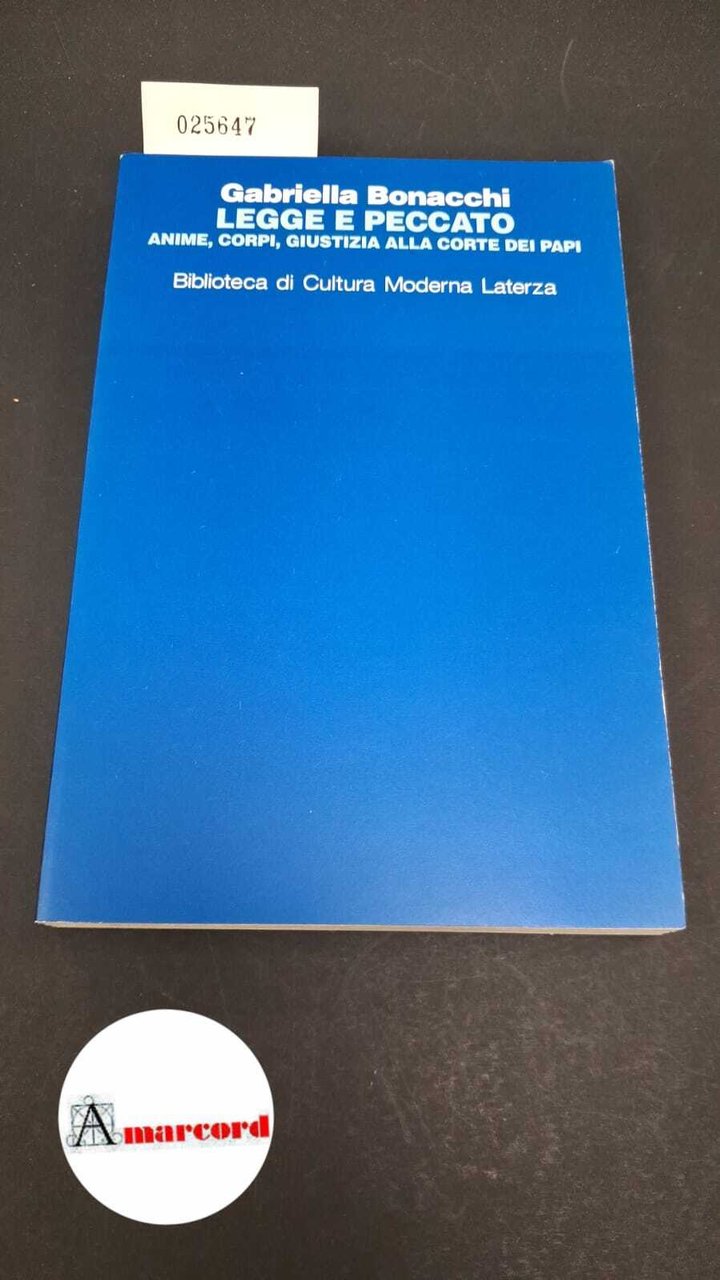 025647
Gabriella Bonacchi
LEGGE E PECCATO
ANIME, CORPI, GIUSTIZIA ALLA CORTE DEI PAPI
Biblioteca di Cultura Moderna Laterza
Amarcord